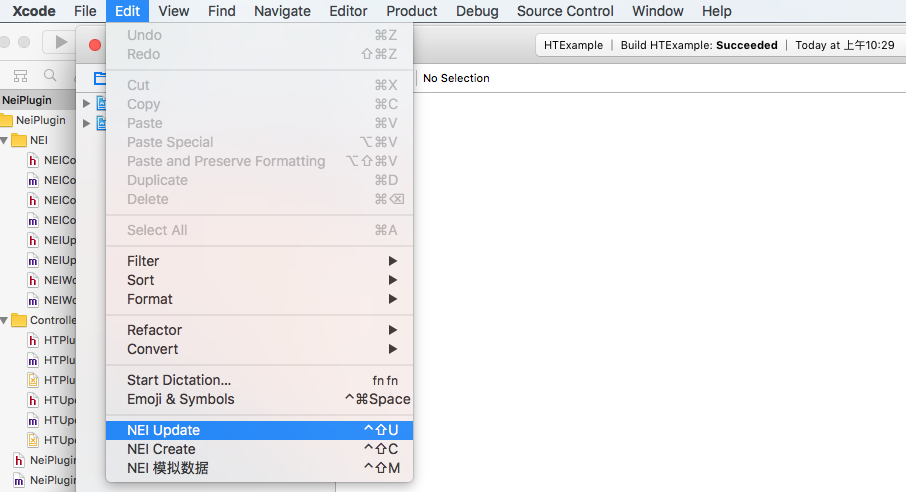 Xcode File Edit View Find Navigate Editor Product Debug Source Control Window Help
HTExample | Build HTExample: Succeeded | Today at 上午10:29
No Selection
Undo ⌘Z
Redo ⇧⌘Z
Cut ⌘X
Copy ⌘C
Paste ⌘V
Paste Special ⌥⌘V
Paste and Preserve Formatting ⌥⇧⌘V
Duplicate ⌘D
Delete ⌘⌫
Select All ⌘A
Filter
Sort
Format
Refactor
Convert
Start Dictation... fn fn
Emoji & Symbols ^⌘Space
NEI Update ^⇧U
NEI Create ^⇧C
NEI 模拟数据 ^⇧M
NeiPlugin
NeiPlugin
NEI
h NEICo
m NEICo
h NEICo
m NEICo
h NEIUp
m NEIUp
h NEIWo
m NEIWo
Controlle
h HTPlu
m HTPlu
HTPlu
h HTUp
m HTUp
HTUp
h NeiPlugin
m NeiPlugin